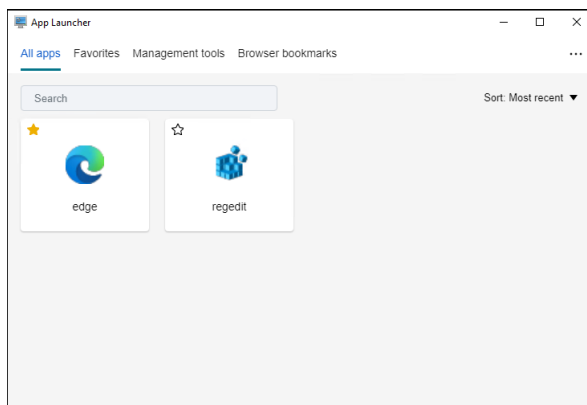 App Launcher
All apps Favorites Management tools Browser bookmarks
Search
Sort: Most recent
edge
regedit